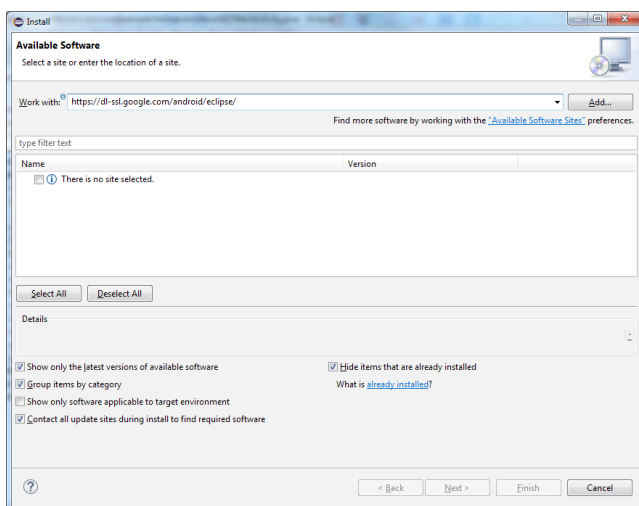 Install
Available Software
Select a site or enter the location of a site.
Work with: https://dl-ssl.google.com/android/eclipse/ Add...
Find more software by working with the "Available Software Sites" preferences.
type filter text
Name Version
There is no site selected.
Select All Deselect All
Details
Show only the latest versions of available software Hide items that are already installed
Group items by category What is already installed?
Show only software applicable to target environment
Contact all update sites during install to find required software
< Back Next > Finish Cancel